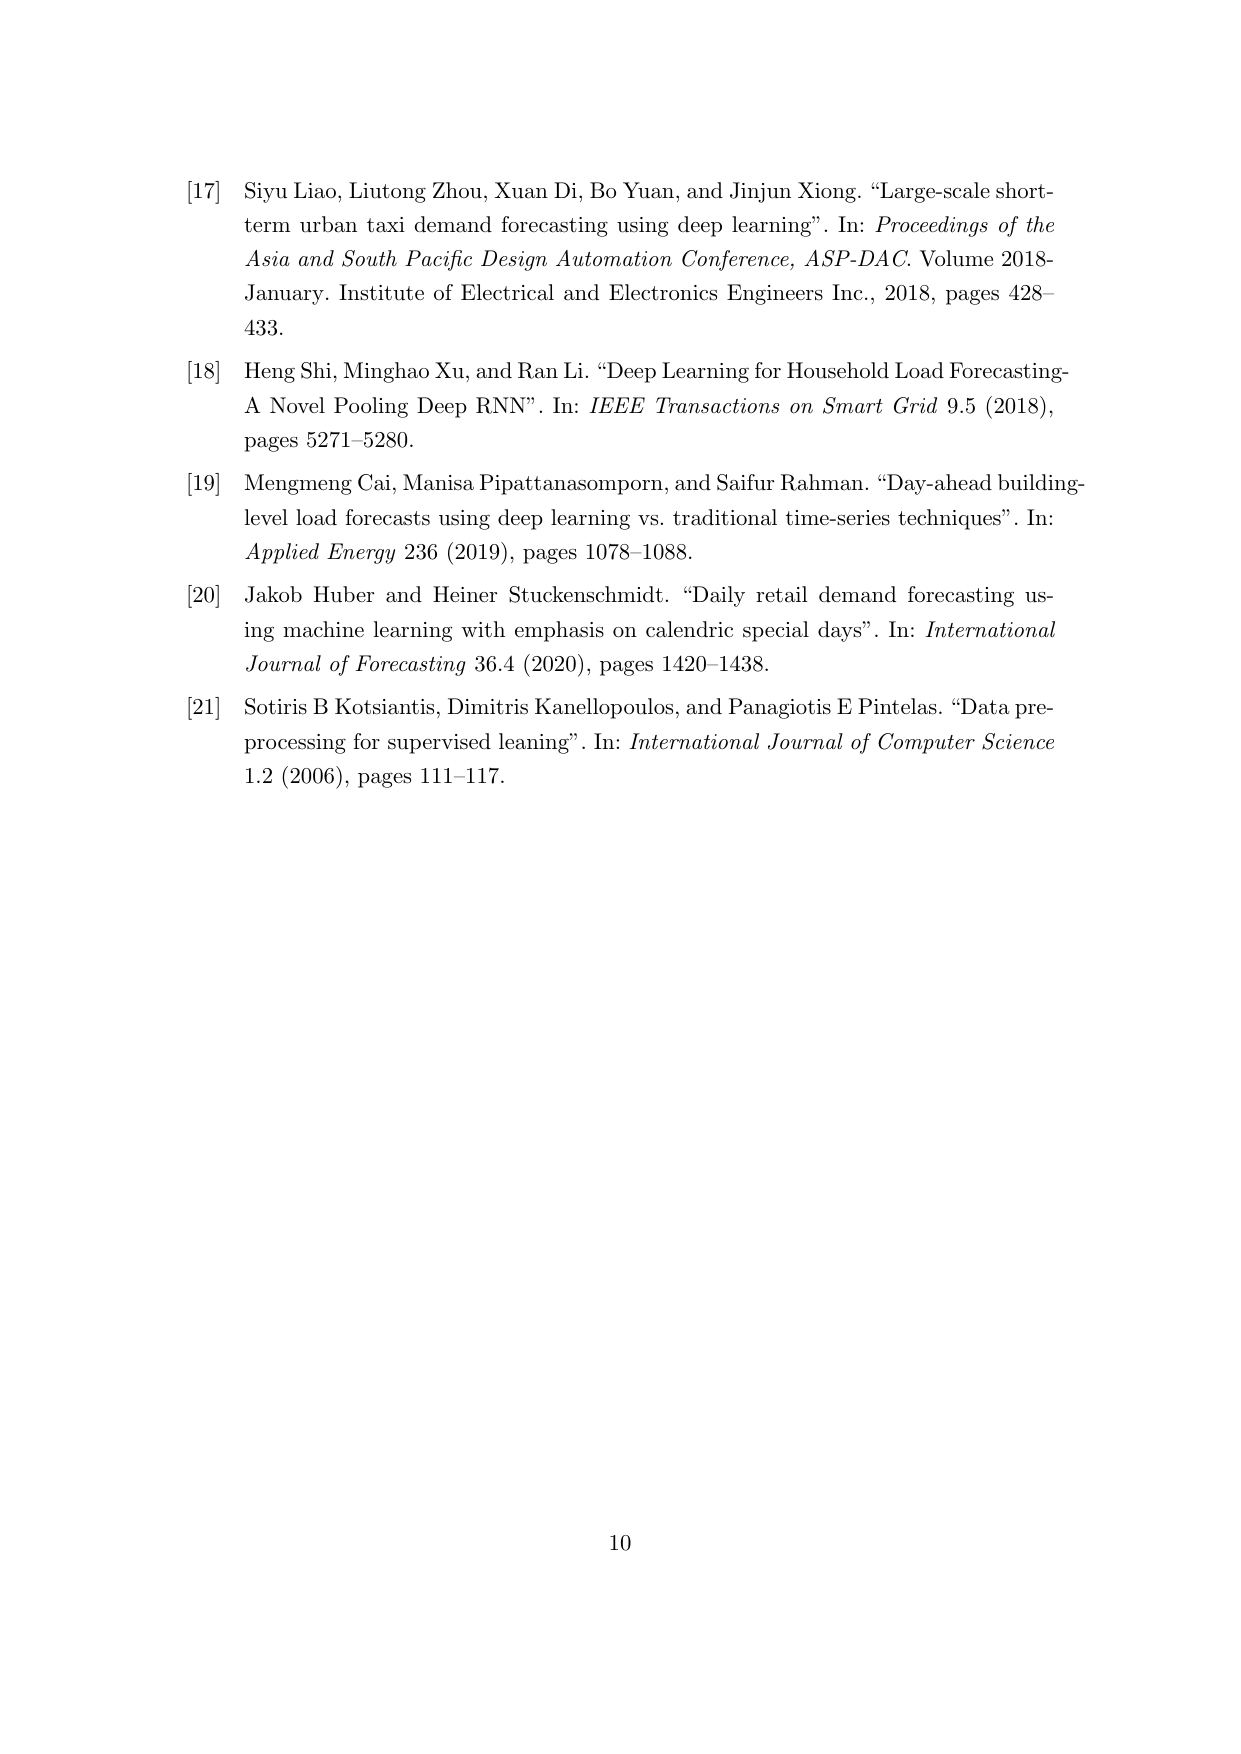 [17] Siyu Liao, Liutong Zhou, Xuan Di, Bo Yuan, and Jinjun Xiong. “Large-scale short-
term urban taxi demand forecasting using deep learning”. In: Proceedings of the
Asia and South Pacific Design Automation Conference, ASP-DAC. Volume 2018-
January. Institute of Electrical and Electronics Engineers Inc., 2018, pages 428–
433.
[18] Heng Shi, Minghao Xu, and Ran Li. “Deep Learning for Household Load Forecasting-
A Novel Pooling Deep RNN”. In: IEEE Transactions on Smart Grid 9.5 (2018),
pages 5271–5280.
[19] Mengmeng Cai, Manisa Pipattanasomporn, and Saifur Rahman. “Day-ahead building-
level load forecasts using deep learning vs. traditional time-series techniques”. In:
Applied Energy 236 (2019), pages 1078–1088.
[20] Jakob Huber and Heiner Stuckenschmidt. “Daily retail demand forecasting us-
ing machine learning with emphasis on calendric special days”. In: International
Journal of Forecasting 36.4 (2020), pages 1420–1438.
[21] Sotiris B Kotsiantis, Dimitris Kanellopoulos, and Panagiotis E Pintelas. “Data pre-
processing for supervised leaning”. In: International Journal of Computer Science
1.2 (2006), pages 111–117.
10